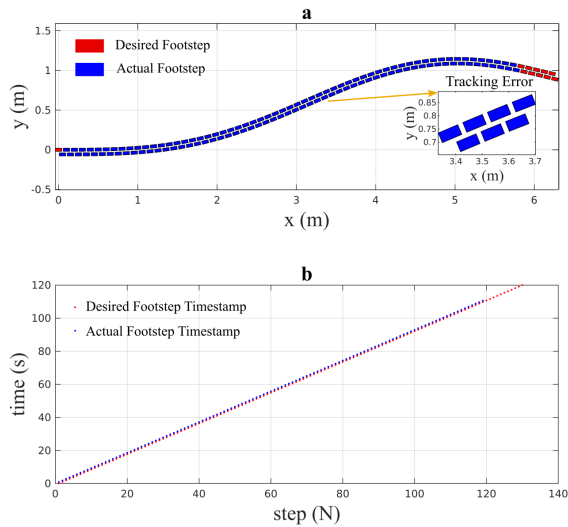 a
1.5
1
0.5
0
-0.5
y (m)
Desired Footstep
Actual Footstep
Tracking Error
0.85
0.8
0.75
0.7
y (m)
3.4 3.5 3.6 3.7
x (m)
0 1 2 3 4 5 6
x (m)
b
120
100
80
60
40
20
0
time (s)
Desired Footstep Timestamp
Actual Footstep Timestamp
0 20 40 60 80 100 120 140
step (N)